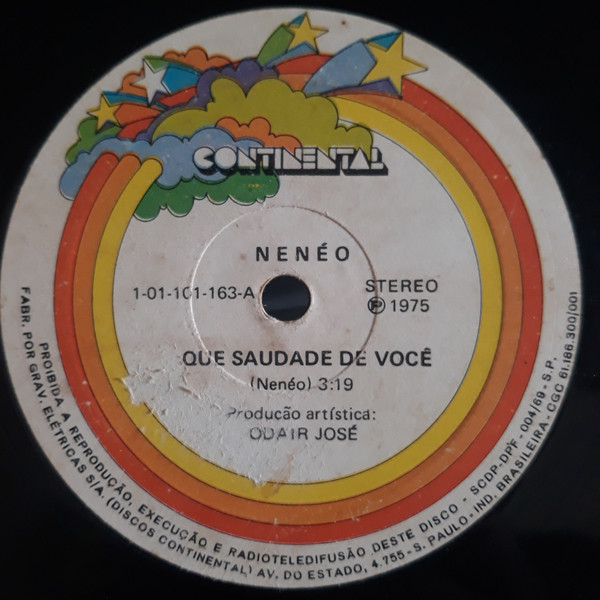 CONTINENTAL
NENÉO
1-01-101-163-A
STEREO
Ⓟ 1975
QUE SAUDADE DE VOCÊ
(Nenéo) 3:19
Produção artística:
ODAIR JOSÉ
PROIBIDA A REPRODUÇÃO, EXECUÇÃO E RADIOTELEDIFUSÃO DESTE DISCO - SCDP-DPF-004/69-S.P.
FABR. POR GRAV. ELÉTRICAS S/A. (DISCOS CONTINENTAL) AV. DO ESTADO, 4.755-S. PAULO-IND. BRASILEIRA-CGC 61.186.300/001